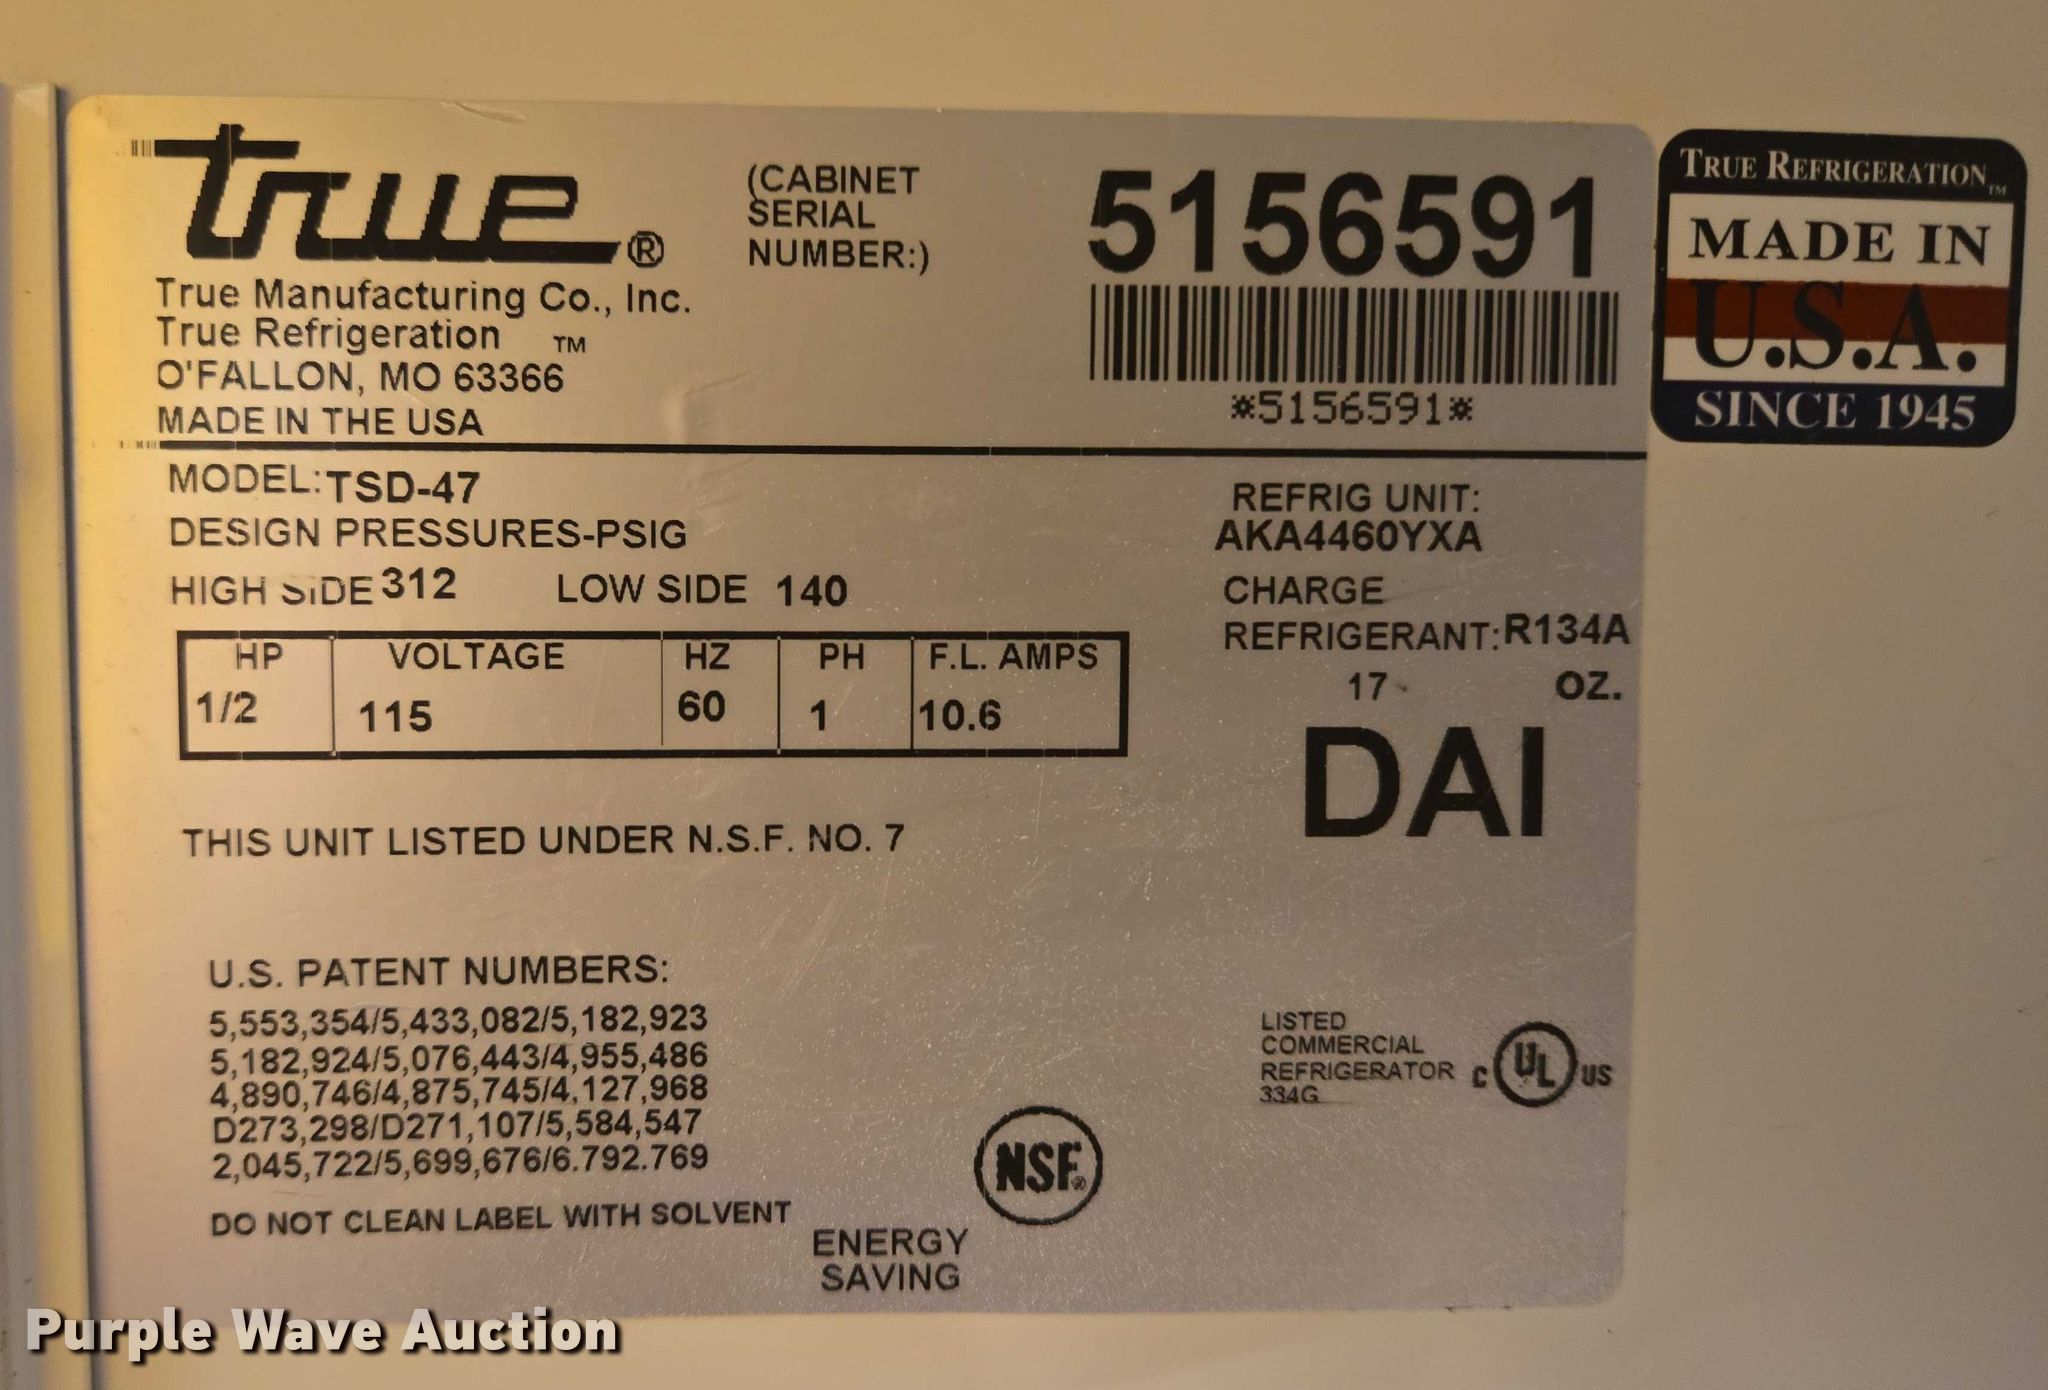 true®
True Manufacturing Co., Inc.
True Refrigeration ™
O'FALLON, MO 63366
MADE IN THE USA
(CABINET
SERIAL
NUMBER:)
5156591
*5156591*
TRUE REFRIGERATION™
MADE IN
U.S.A.
SINCE 1945
MODEL: TSD-47
DESIGN PRESSURES-PSIG
HIGH SIDE 312 LOW SIDE 140
REFRIG UNIT:
AKA4460YXA
CHARGE
REFRIGERANT: R134A
17 OZ.
DAI
HP VOLTAGE HZ PH F.L. AMPS
1/2 115 60 1 10.6
THIS UNIT LISTED UNDER N.S.F. NO. 7
U.S. PATENT NUMBERS:
5,553,354/5,433,082/5,182,923
5,182,924/5,076,443/4,955,486
4,890,746/4,875,745/4,127,968
D273,298/D271,107/5,584,547
2,045,722/5,699,676/6.792.769
DO NOT CLEAN LABEL WITH SOLVENT
NSF®
ENERGY
SAVING
LISTED
COMMERCIAL
REFRIGERATOR
334G
C UL US
Purple Wave Auction